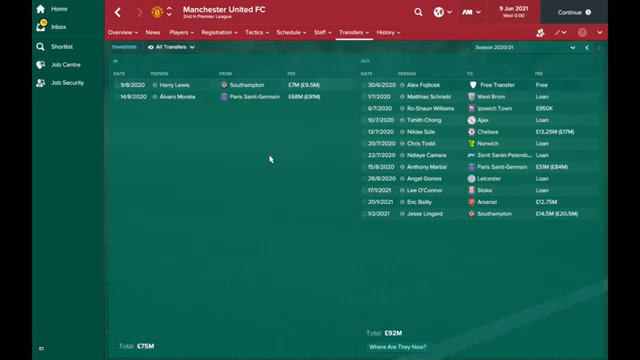 Home
Inbox
Shortlist
Job Centre
Job Security
Manchester United FC
2nd in Premier League
FM
9 Jun 2021
Wed 0:00
Continue
Overview
News
Players
Registration
Tactics
Schedule
Staff
Transfers
History
TRANSFERS
All Transfers
Season 2020/21
IN
DATE PERSON FROM FEE
9/8/2020 Harry Lewis Southampton £7M (£9.5M)
14/8/2020 Álvaro Morata Paris Saint-Germain £68M (£91M)
Total £75M
OUT
DATE PERSON TO FEE
30/6/2020 Alex Fojticek Free Transfer Free
1/7/2020 Matthias Schriebl West Brom Loan
6/7/2020 Ro-Shaun Williams Ipswich Town £950K
10/7/2020 Tahith Chong Ajax Loan
13/7/2020 Niklas Süle Chelsea £13.25M (£17M)
20/7/2020 Chris Todd Norwich Loan
22/7/2020 Ndiaye Camara Zenit Sankt-Petersb... Loan
15/8/2020 Anthony Martial Paris Saint-Germain £51M (£84M)
26/8/2020 Angel Gomes Leicester Loan
17/1/2021 Lee O'Connor Stoke Loan
20/1/2021 Eric Bailly Arsenal £12.75M
1/2/2021 Jesse Lingard Southampton £14.5M (£20.5M)
Total £92M
Where Are They Now?